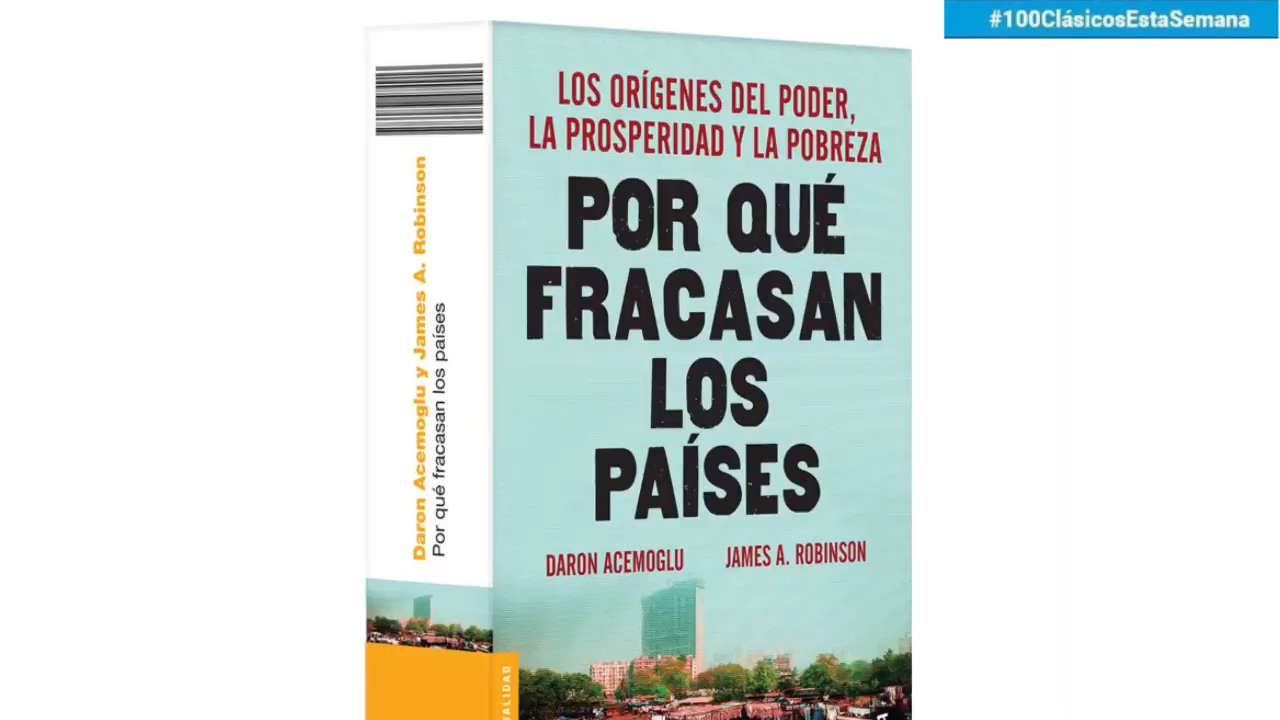 #100ClásicosEstaSemana
LOS ORÍGENES DEL PODER,
LA PROSPERIDAD Y LA POBREZA
POR QUÉ
FRACASAN
LOS
PAÍSES
DARON ACEMOGLU JAMES A. ROBINSON
Daron Acemoglu y James A. Robinson
Por qué fracasan los países